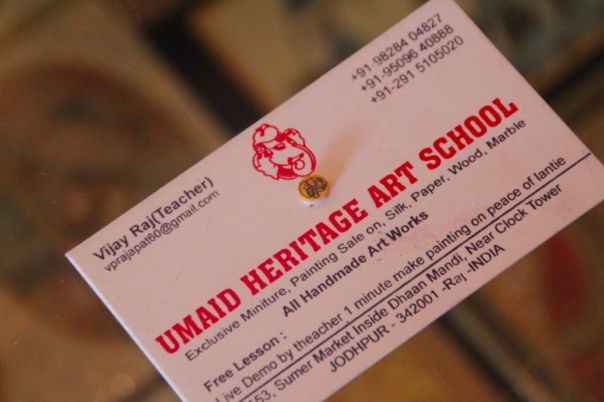 +91-98284 04827
+91-95096 40888
+91-291 5105020
Vijay Raj(Teacher)
vprajapat60@gmail.com
UMAID HERITAGE ART SCHOOL
Exclusive Miniture, Painting Sale on, Silk, Paper, Wood, Marble
All Handmade Art Works
Free Lesson :
Live Demo by theacher 1 minute make painting on peace of lantie
153, Sumer Market Inside Dhaan Mandi, Near Clock Tower
JODHPUR - 342001 -Raj -INDIA